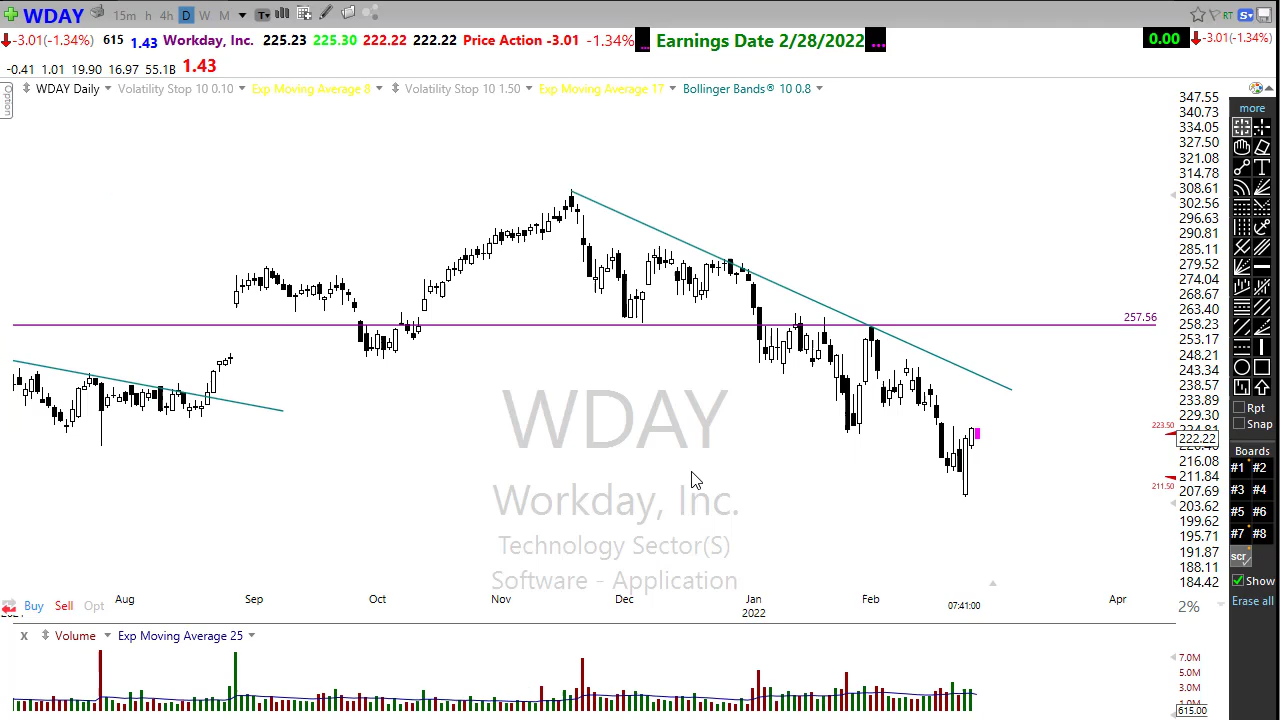 WDAY 15m h 4h D W M T RT S
-3.01(-1.34%) 615 1.43 Workday, Inc. 225.23 225.30 222.22 222.22 Price Action -3.01 -1.34% ... Earnings Date 2/28/2022 ... 0.00 -3.01(-1.34%)
-0.41 1.01 19.90 16.97 55.1B 1.43
Option
WDAY Daily Volatility Stop 10 0.10 Exp Moving Average 8 Volatility Stop 10 1.50 Exp Moving Average 17 Bollinger Bands® 10 0.8
347.55
340.73
334.05
327.50
321.08
314.78
308.61
302.56
296.63
290.81
285.11
279.52
274.04
268.67
263.40
257.56
258.23
253.17
248.21
243.34
238.57
233.89
229.30
223.50
222.22
216.08
211.84
211.50
207.69
203.62
199.62
195.71
191.87
188.11
184.42
more
Rpt
Snap
Boards
#1 #2
#3 #4
#5 #6
#7 #8
scr
Show
Erase all
WDAY
Workday, Inc.
Technology Sector(S)
Software - Application
Buy Sell Opt
Aug Sep Oct Nov Dec Jan Feb Apr
2022
07:41:00
2%
X Volume Exp Moving Average 25
7.0M
5.0M
3.0M
615.00